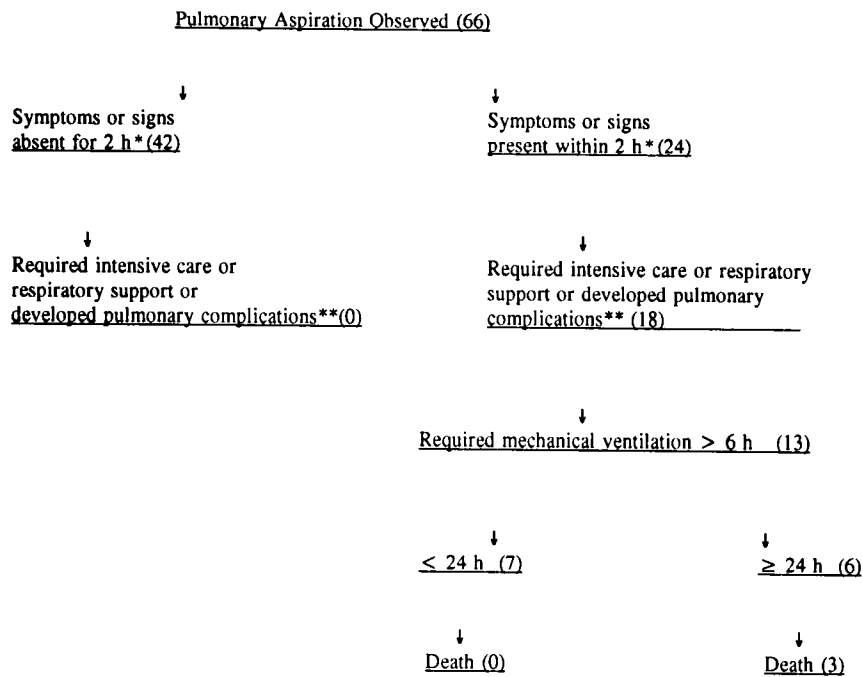 Pulmonary Aspiration Observed (66)
Symptoms or signs
absent for 2 h* (42)
Symptoms or signs
present within 2 h* (24)
Required intensive care or
respiratory support or
developed pulmonary complications**(0)
Required intensive care or respiratory
support or developed pulmonary
complications** (18)
Required mechanical ventilation > 6 h (13)
< 24 h (7)
≥ 24 h (6)
Death (0)
Death (3)